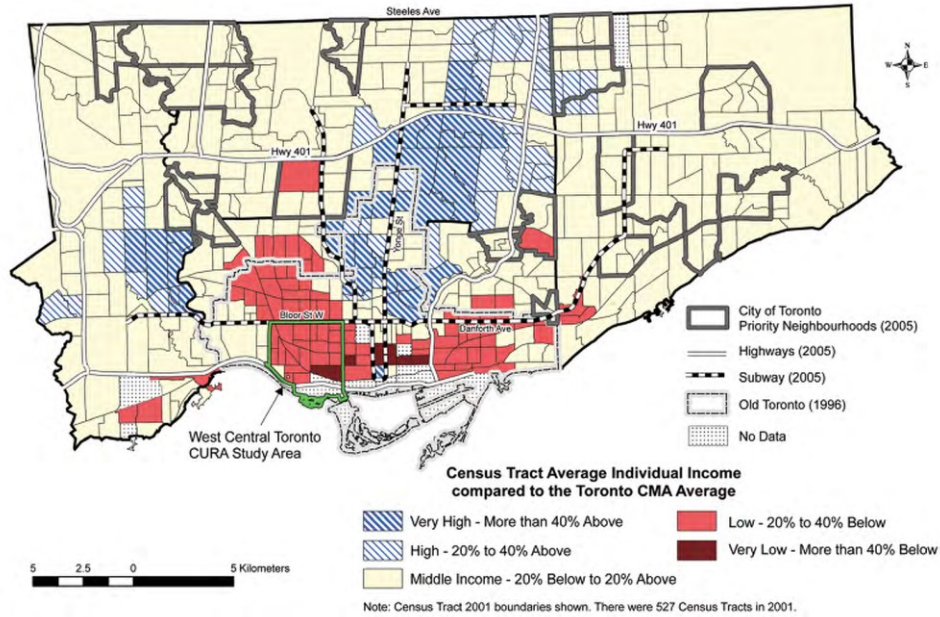 Steeles Ave
N
W E
S
Hwy 401
Hwy 401
Yonge St
Bloor St W
Danforth Ave
West Central Toronto
CURA Study Area
City of Toronto
Priority Neighbourhoods (2005)
Highways (2005)
Subway (2005)
Old Toronto (1996)
No Data
Census Tract Average Individual Income
compared to the Toronto CMA Average
Very High - More than 40% Above
Low - 20% to 40% Below
High - 20% to 40% Above
Very Low - More than 40% Below
Middle Income - 20% Below to 20% Above
5 2.5 0 5 Kilometers
Note: Census Tract 2001 boundaries shown. There were 527 Census Tracts in 2001.